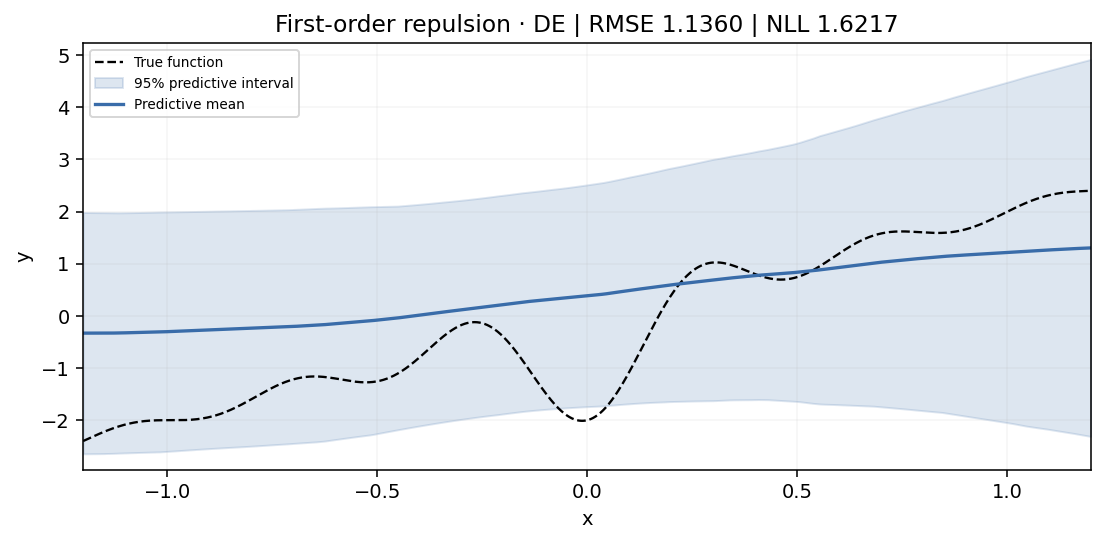 First-order repulsion · DE | RMSE 1.1360 | NLL 1.6217
True function
95% predictive interval
Predictive mean
5
4
3
2
1
0
−1
−2
y
−1.0 −0.5 0.0 0.5 1.0
x